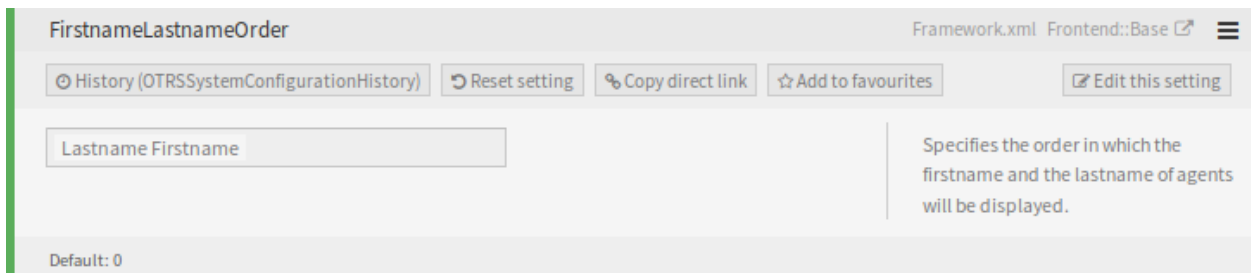 FirstnameLastnameOrder Framework.xml Frontend::Base
History (OTRSSystemConfigurationHistory) Reset setting Copy direct link Add to favourites Edit this setting
Lastname Firstname
Specifies the order in which the
firstname and the lastname of agents
will be displayed.
Default: 0